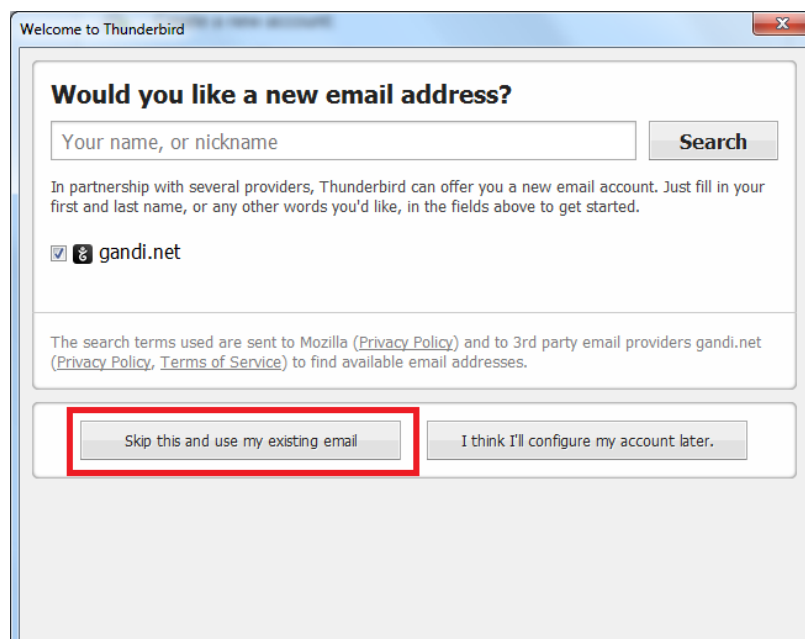 Create a new account
Welcome to Thunderbird
Would you like a new email address?
Your name, or nickname
Search
In partnership with several providers, Thunderbird can offer you a new email account. Just fill in your
first and last name, or any other words you'd like, in the fields above to get started.
gandi.net
The search terms used are sent to Mozilla (Privacy Policy) and to 3rd party email providers gandi.net
(Privacy Policy, Terms of Service) to find available email addresses.
Skip this and use my existing email
I think I'll configure my account later.